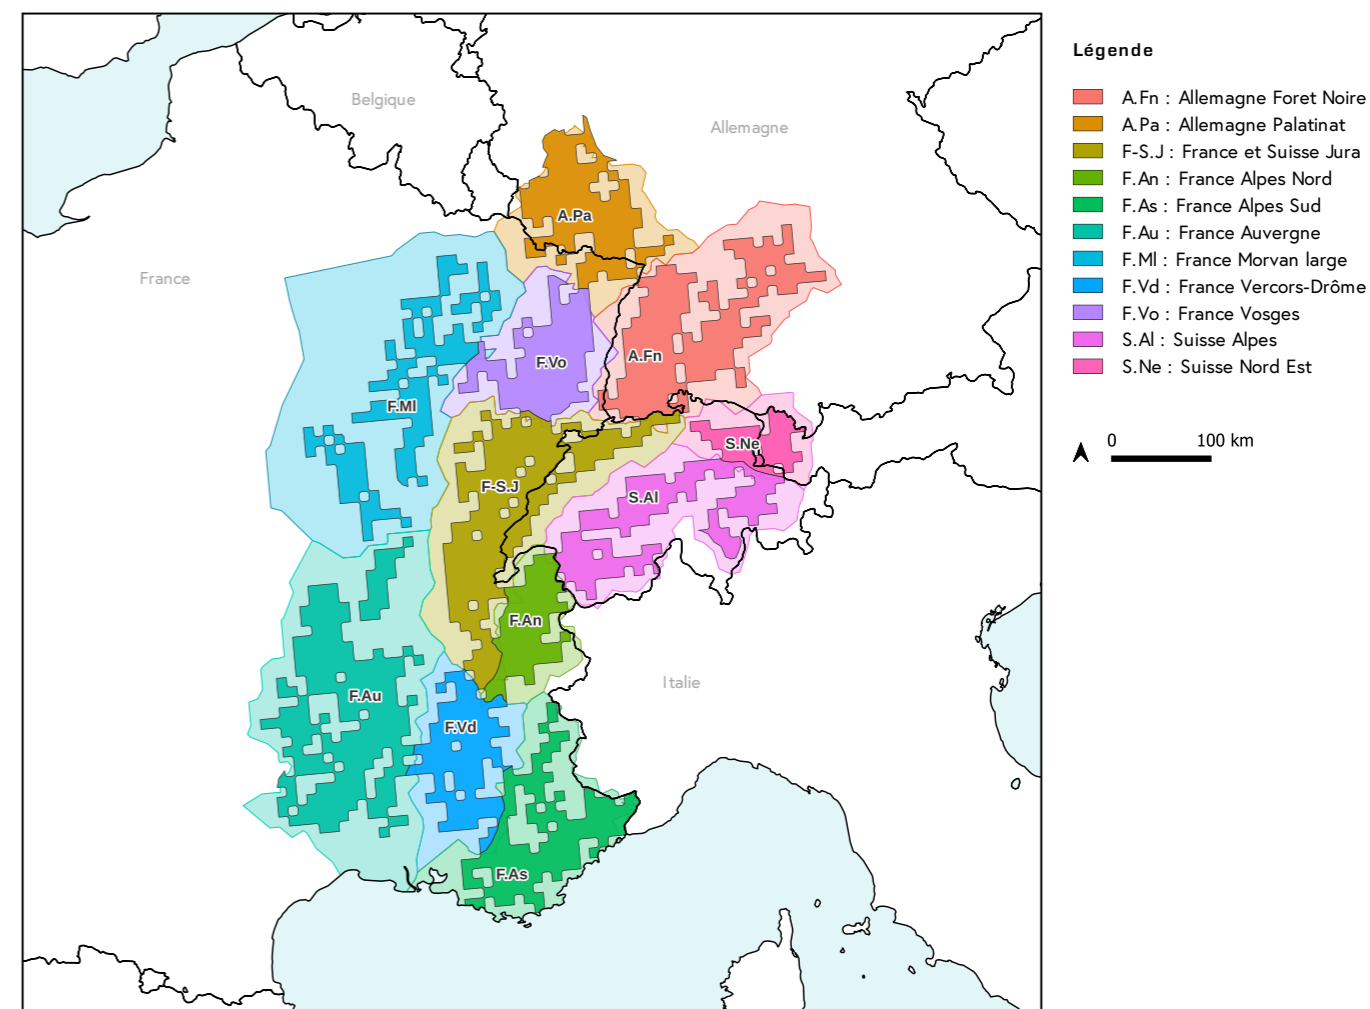 Belgique
Allemagne
France
Italie
A.Pa
A.Fn
F.Vo
F.Ml
S.Ne
F-S.J
S.Al
F.An
F.Au
F.Vd
F.As
Légende
A.Fn : Allemagne Foret Noire
A.Pa : Allemagne Palatinat
F-S.J : France et Suisse Jura
F.An : France Alpes Nord
F.As : France Alpes Sud
F.Au : France Auvergne
F.Ml : France Morvan large
F.Vd : France Vercors-Drôme
F.Vo : France Vosges
S.Al : Suisse Alpes
S.Ne : Suisse Nord Est
0 100 km